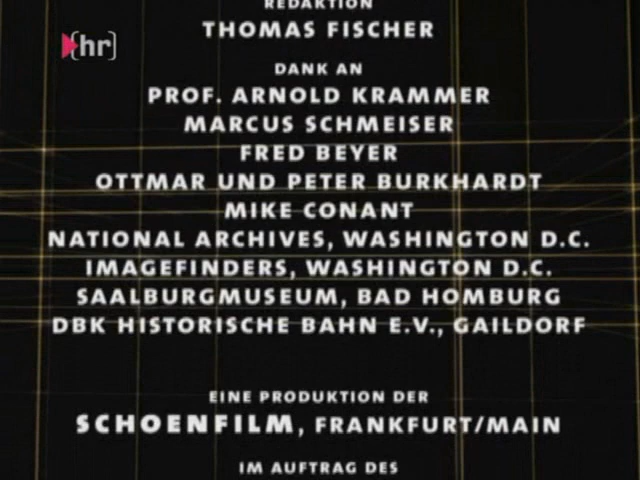 REDAKTION
THOMAS FISCHER
hr
DANK AN
PROF. ARNOLD KRAMMER
MARCUS SCHMEISER
FRED BEYER
OTTMAR UND PETER BURKHARDT
MIKE CONANT
NATIONAL ARCHIVES, WASHINGTON D.C.
IMAGEFINDERS, WASHINGTON D.C.
SAALBURGMUSEUM, BAD HOMBURG
DBK HISTORISCHE BAHN E.V., GAILDORF
EINE PRODUKTION DER
SCHOENFILM, FRANKFURT/MAIN
IM AUFTRAG DES